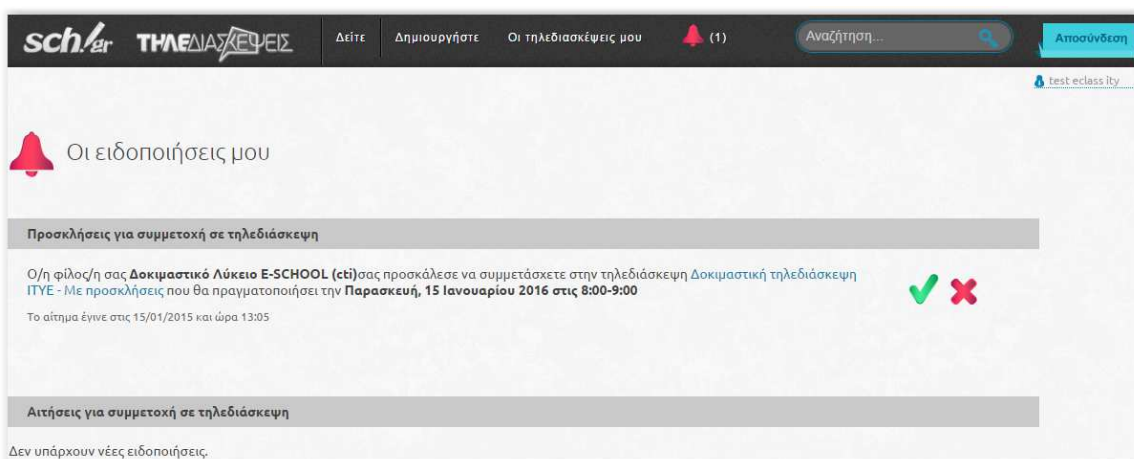 sch.gr ΤΗΛΕΔΙΑΣΚΕΨΕΙΣ Δείτε Δημιουργήστε Οι τηλεδιασκέψεις μου (1) Αναζήτηση... Αποσύνδεση
test eclass ity
Οι ειδοποιήσεις μου
Προσκλήσεις για συμμετοχή σε τηλεδιάσκεψη
Ο/η φίλος/η σας Δοκιμαστικό Λύκειο E-SCHOOL (cti)σας προσκάλεσε να συμμετάσχετε στην τηλεδιάσκεψη Δοκιμαστική τηλεδιάσκεψη
ΙΤΥΕ - Με προσκλήσεις που θα πραγματοποιήσει την Παρασκευή, 15 Ιανουαρίου 2016 στις 8:00-9:00
Το αίτημα έγινε στις 15/01/2015 και ώρα 13:05
Αιτήσεις για συμμετοχή σε τηλεδιάσκεψη
Δεν υπάρχουν νέες ειδοποιήσεις.